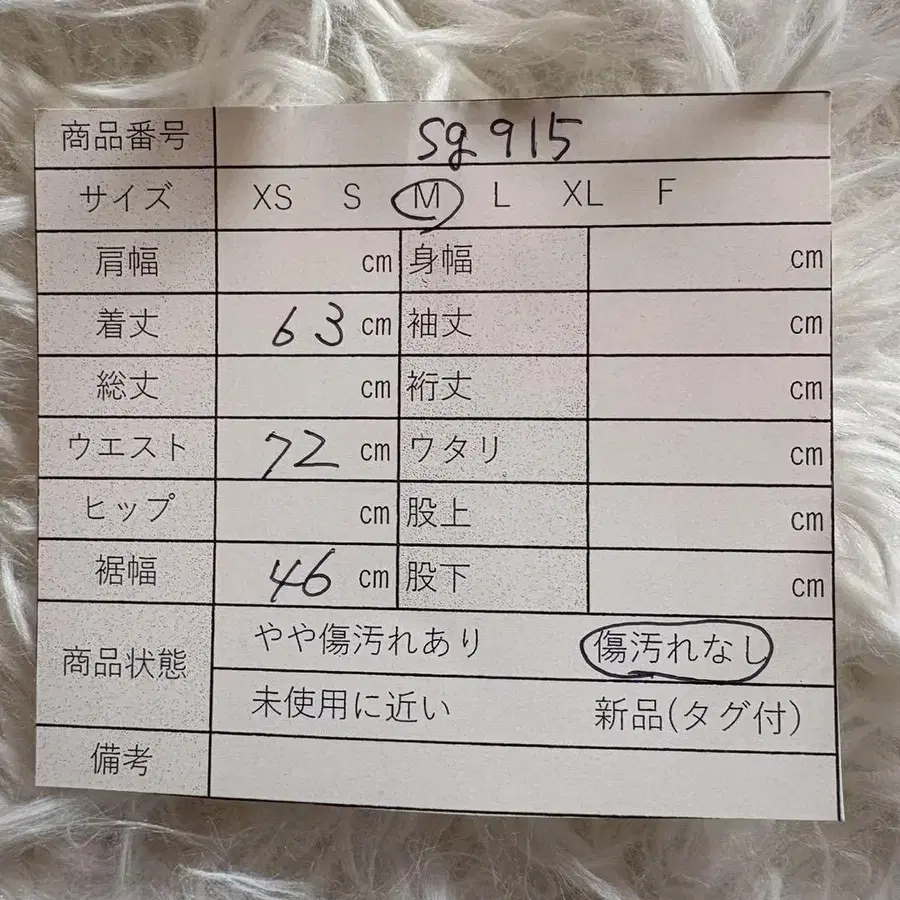 商品番号 sg915
サイズ XS S M L XL F
肩幅 cm 身幅 cm
着丈 63 cm 袖丈 cm
総丈 cm 裄丈 cm
ウエスト 72 cm ワタリ cm
ヒップ cm 股上 cm
裾幅 46 cm 股下 cm
商品状態 やや傷汚れあり 傷汚れなし
未使用に近い 新品(タグ付)
備考